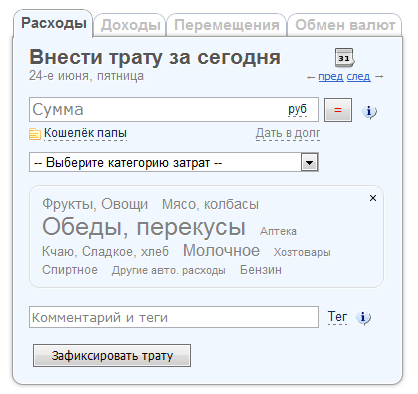 Расходы Доходы Перемещения Обмен валют
Внести трату за сегодня
31
24-е июня, пятница
← пред след →
Сумма руб = i
Кошелёк папы Дать в долг
-- Выберите категорию затрат --
×
Фрукты, Овощи Мясо, колбасы
Обеды, перекусы Аптека
Кчаю, Сладкое, хлеб Молочное Хозтовары
Спиртное Другие авто. расходы Бензин
Комментарий и теги Тег i
Зафиксировать трату